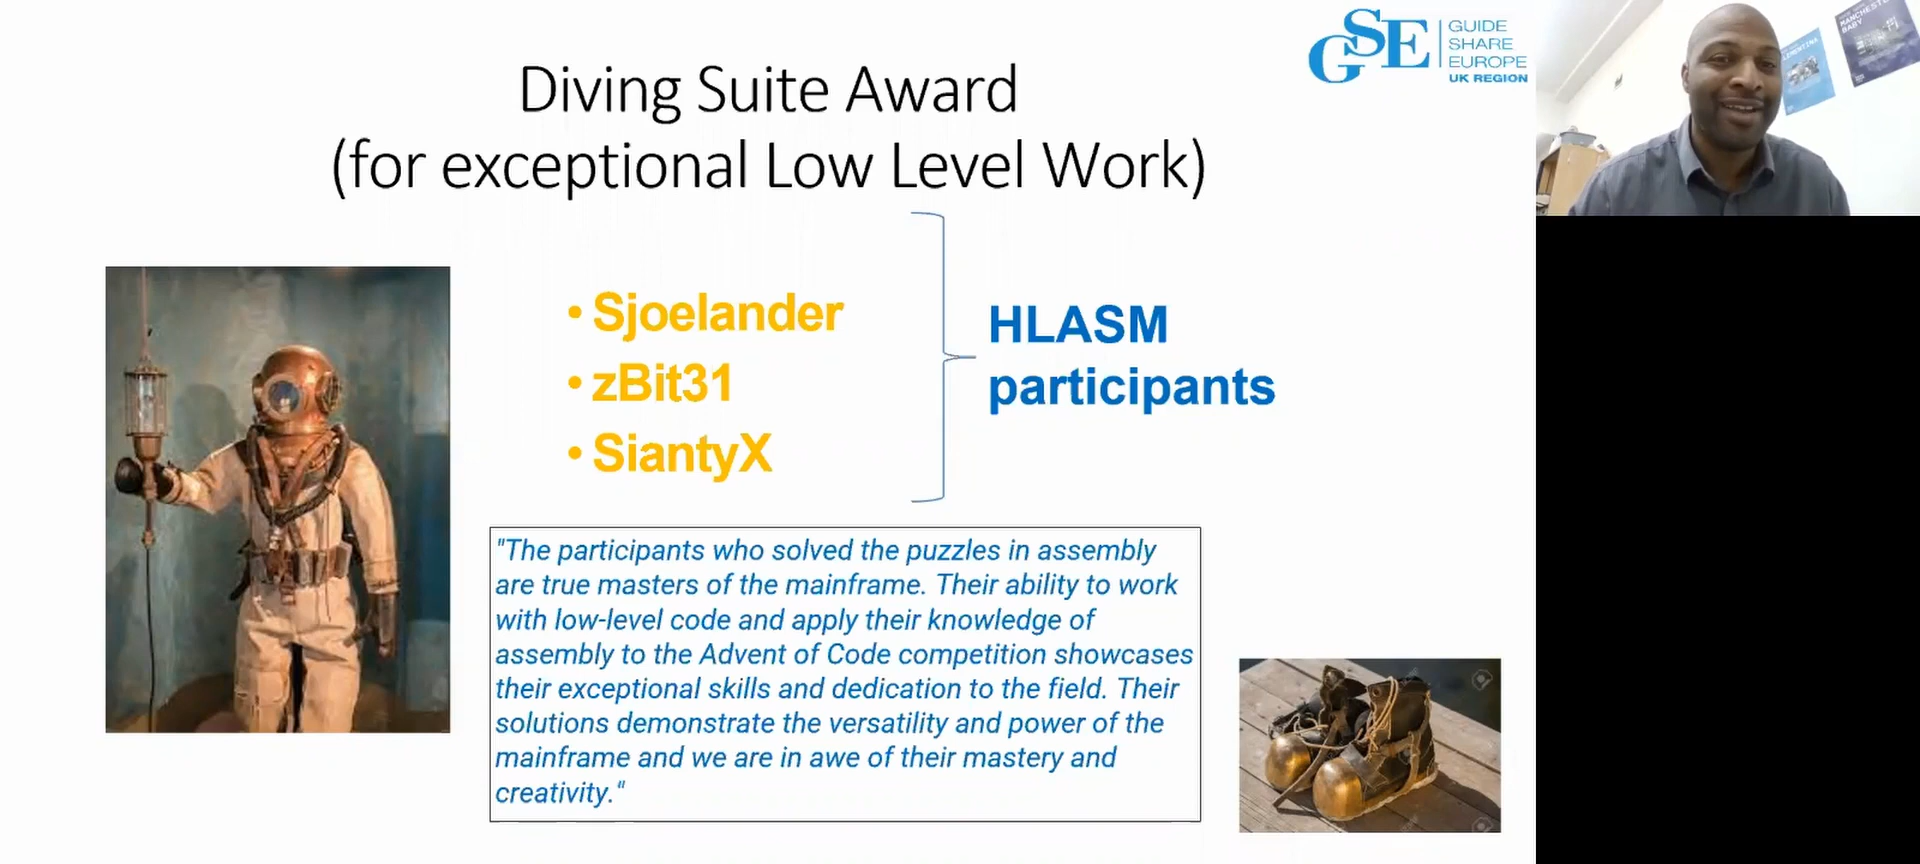 Diving Suite Award
(for exceptional Low Level Work)
GSE
GUIDE
SHARE
EUROPE
UK REGION
MANCHESTER
BABY
• Sjoelander
• zBit31
• SiantyX
HLASM
participants
"The participants who solved the puzzles in assembly
are true masters of the mainframe. Their ability to work
with low-level code and apply their knowledge of
assembly to the Advent of Code competition showcases
their exceptional skills and dedication to the field. Their
solutions demonstrate the versatility and power of the
mainframe and we are in awe of their mastery and
creativity."